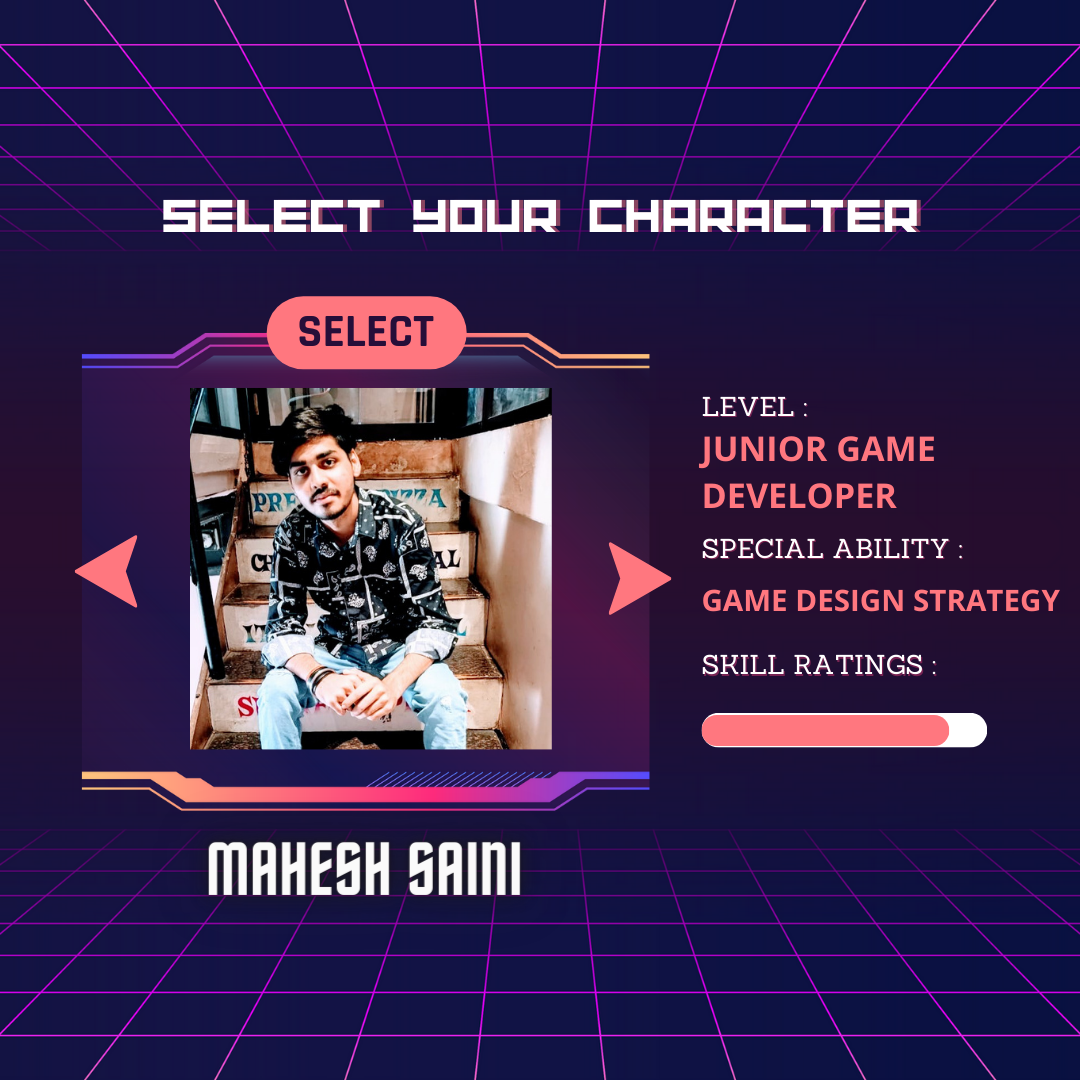 SELECT YOUR CHARACTER
SELECT
LEVEL :
JUNIOR GAME
DEVELOPER
SPECIAL ABILITY :
GAME DESIGN STRATEGY
SKILL RATINGS :
MAHESH SAINI